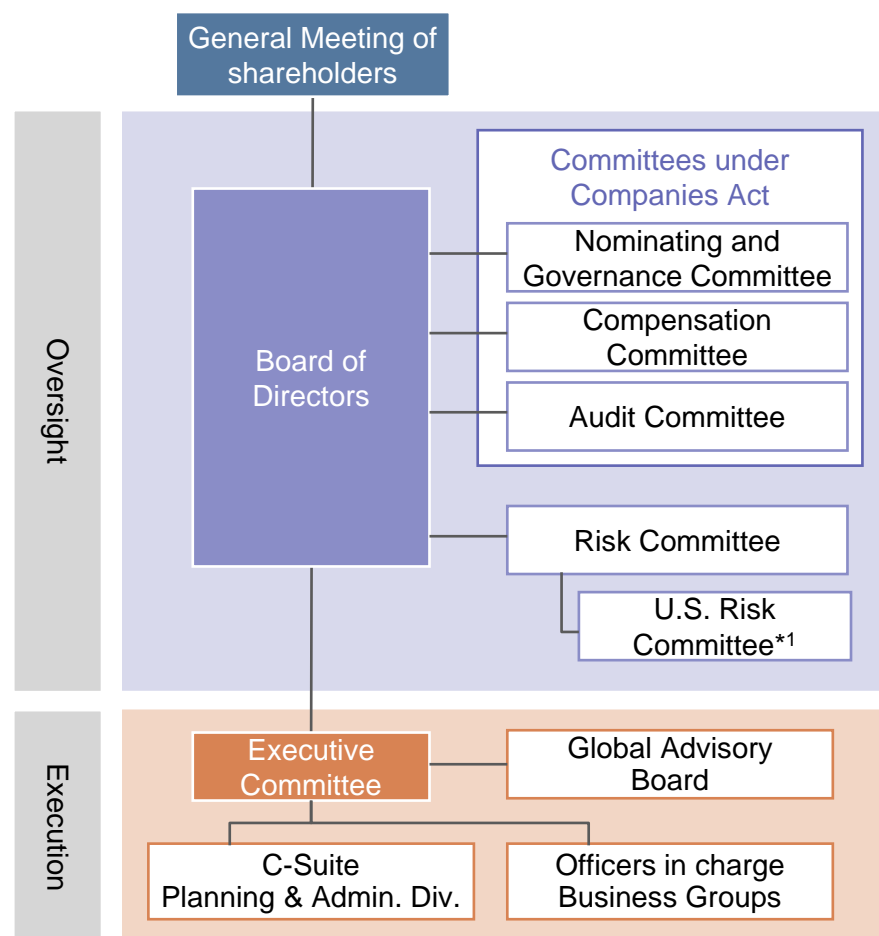 General Meeting of
shareholders
Oversight
Committees under
Companies Act
Nominating and
Governance Committee
Compensation
Committee
Board of
Directors
Audit Committee
Risk Committee
U.S. Risk
Committee*1
Execution
Executive
Committee
Global Advisory
Board
C-Suite
Planning & Admin. Div.
Officers in charge
Business Groups